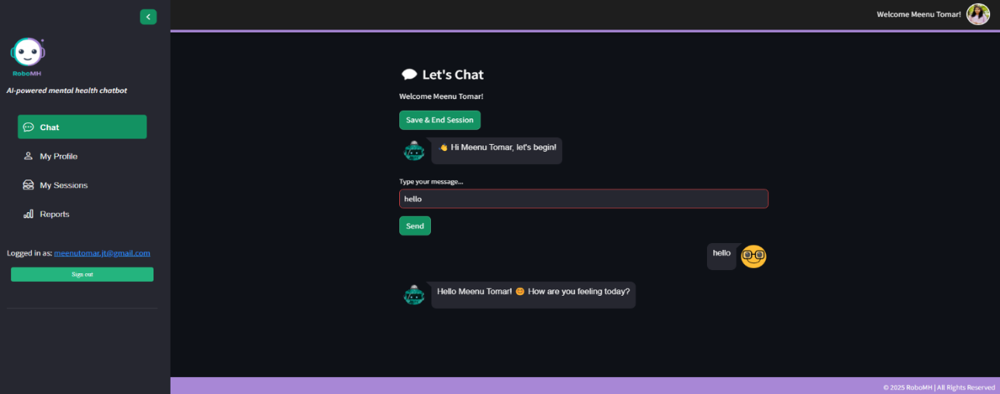 Welcome Meenu Tomar!
RoboMH
AI-powered mental health chatbot
Chat
My Profile
My Sessions
Reports
Logged in as: meenutomar.jt@gmail.com
Sign out
Let's Chat
Welcome Meenu Tomar!
Save & End Session
👋 Hi Meenu Tomar, let's begin!
Type your message...
hello
Send
hello
Hello Meenu Tomar! 😊 How are you feeling today?
© 2025 RoboMH | All Rights Reserved